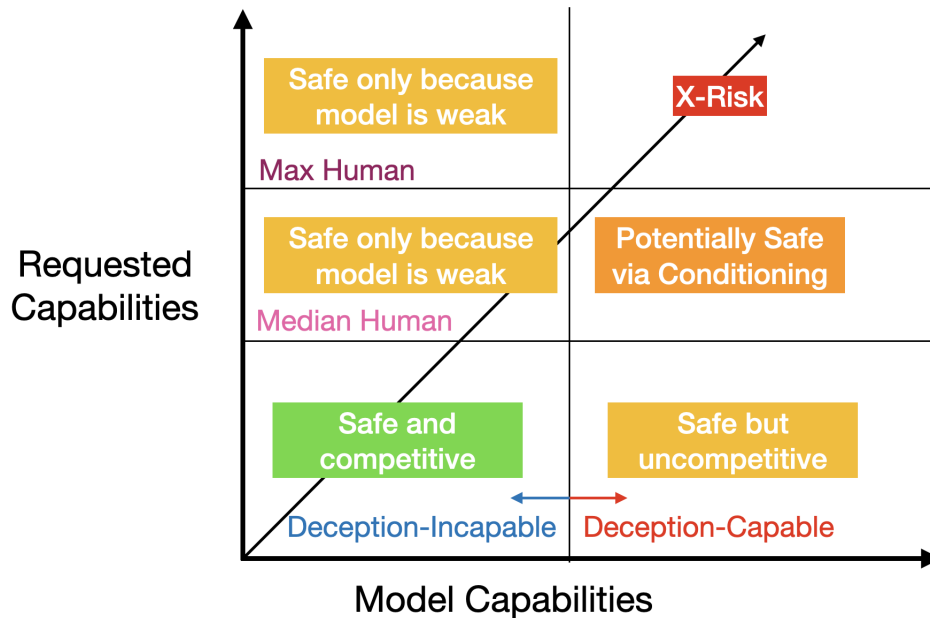 Safe only because
model is weak
X-Risk
Max Human
Safe only because
model is weak
Potentially Safe
via Conditioning
Requested
Capabilities
Median Human
Safe and
competitive
Safe but
uncompetitive
Deception-Incapable
Deception-Capable
Model Capabilities